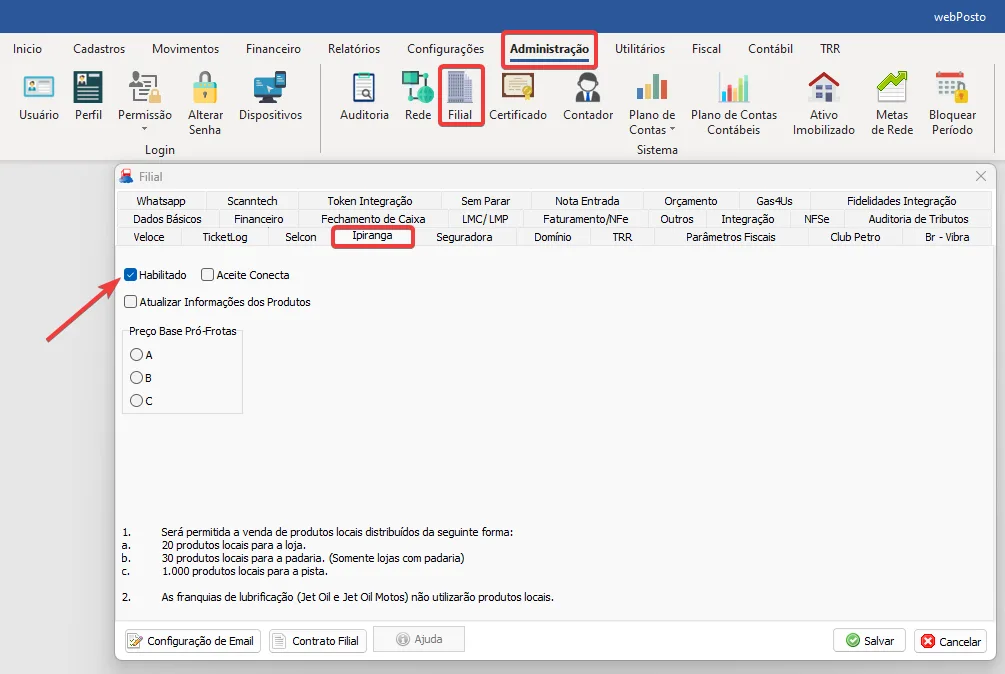 webPosto
Inicio Cadastros Movimentos Financeiro Relatórios Configurações Administração Utilitários Fiscal Contábil TRR
Usuário Perfil Permissão Alterar Senha Dispositivos Auditoria Rede Filial Certificado Contador Plano de Contas Plano de Contas Contábeis Ativo Imobilizado Metas de Rede Bloquear Período
Login Sistema
Filial
Whatsapp Scanntech Token Integração Sem Parar Nota Entrada Orçamento Gas4Us Fidelidades Integração
Dados Básicos Financeiro Fechamento de Caixa LMC/ LMP Faturamento/NFe Outros Integração NFSe Auditoria de Tributos
Veloce TicketLog Selcon Ipiranga Seguradora Domínio TRR Parâmetros Fiscais Club Petro Br - Vibra
Habilitado Aceite Conecta
Atualizar Informações dos Produtos
Preço Base Pró-Frotas
A
B
C
1. Será permitida a venda de produtos locais distribuídos da seguinte forma:
a. 20 produtos locais para a loja.
b. 30 produtos locais para a padaria. (Somente lojas com padaria)
c. 1.000 produtos locais para a pista.
2. As franquias de lubrificação (Jet Oil e Jet Oil Motos) não utilizarão produtos locais.
Configuração de Email Contrato Filial Ajuda Salvar Cancelar